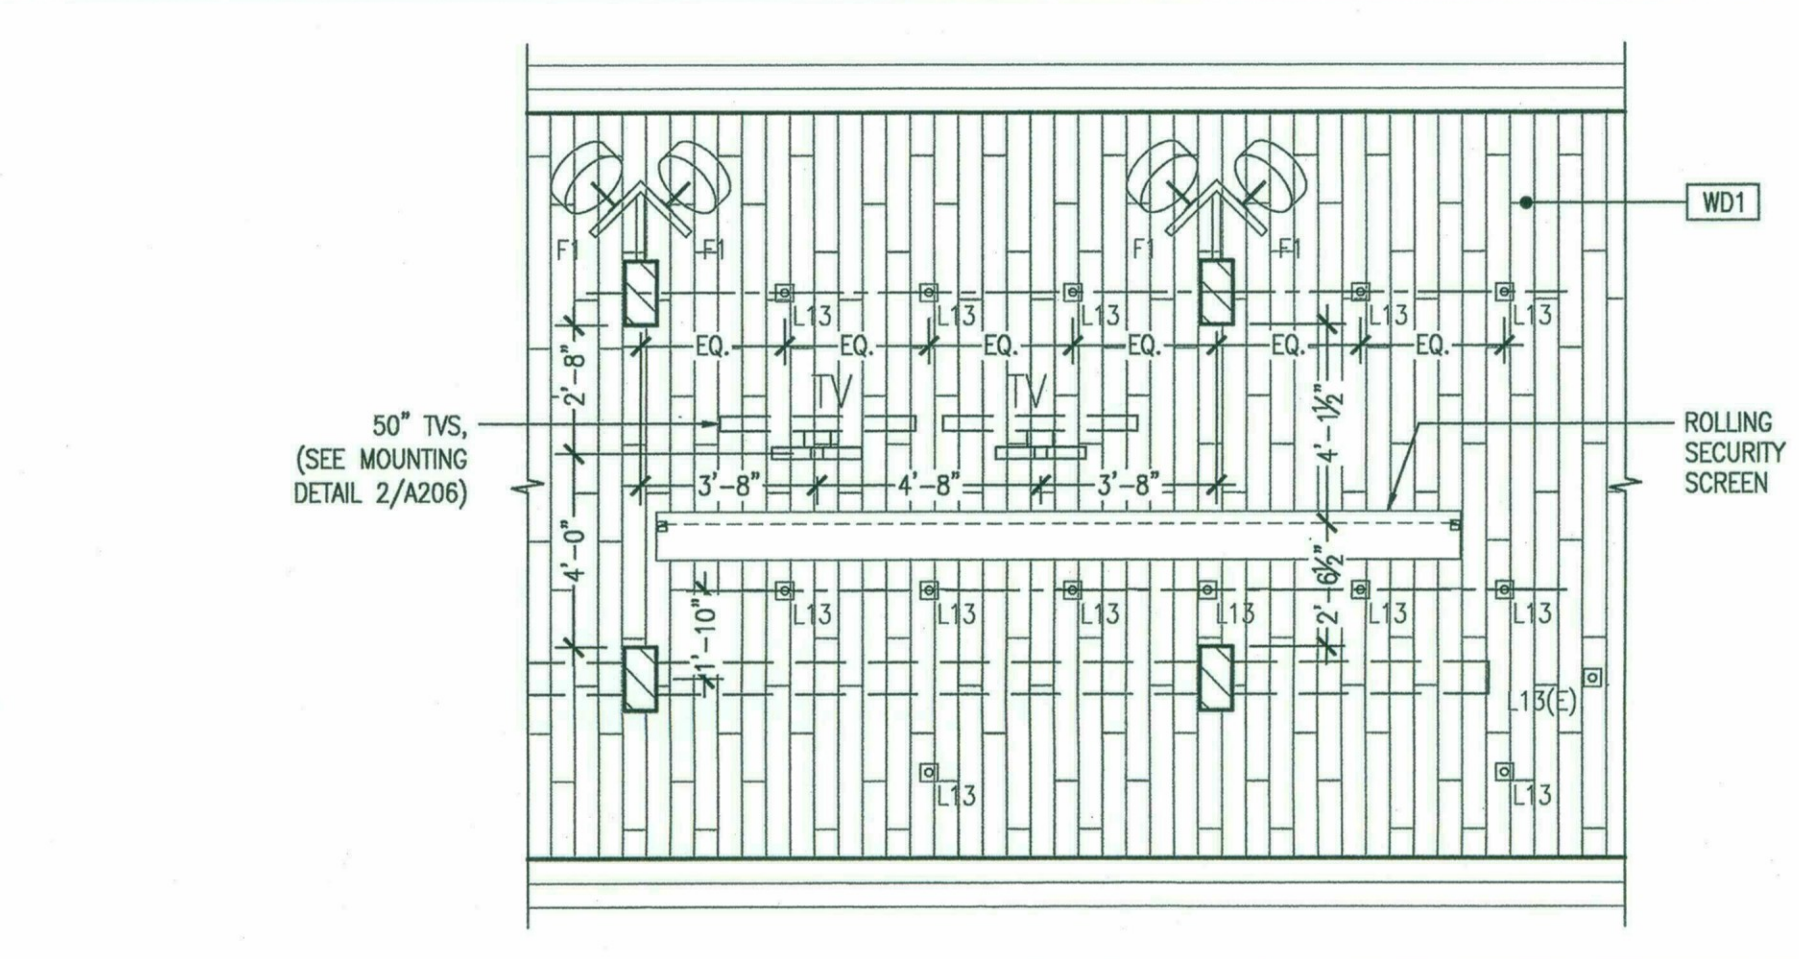 WD1
F1 F1 F1 F1
L13 L13 L13 L13 L13
EQ. EQ. EQ. EQ. EQ. EQ.
2'-8"
TV TV
4'-1½"
50" TVS,
(SEE MOUNTING
DETAIL 2/A206)
ROLLING
SECURITY
SCREEN
3'-8" 4'-8" 3'-8"
4'-0"
2'-6½"
1'-10"
L13 L13 L13 L13 L13 L13
L13(E)
L13 L13